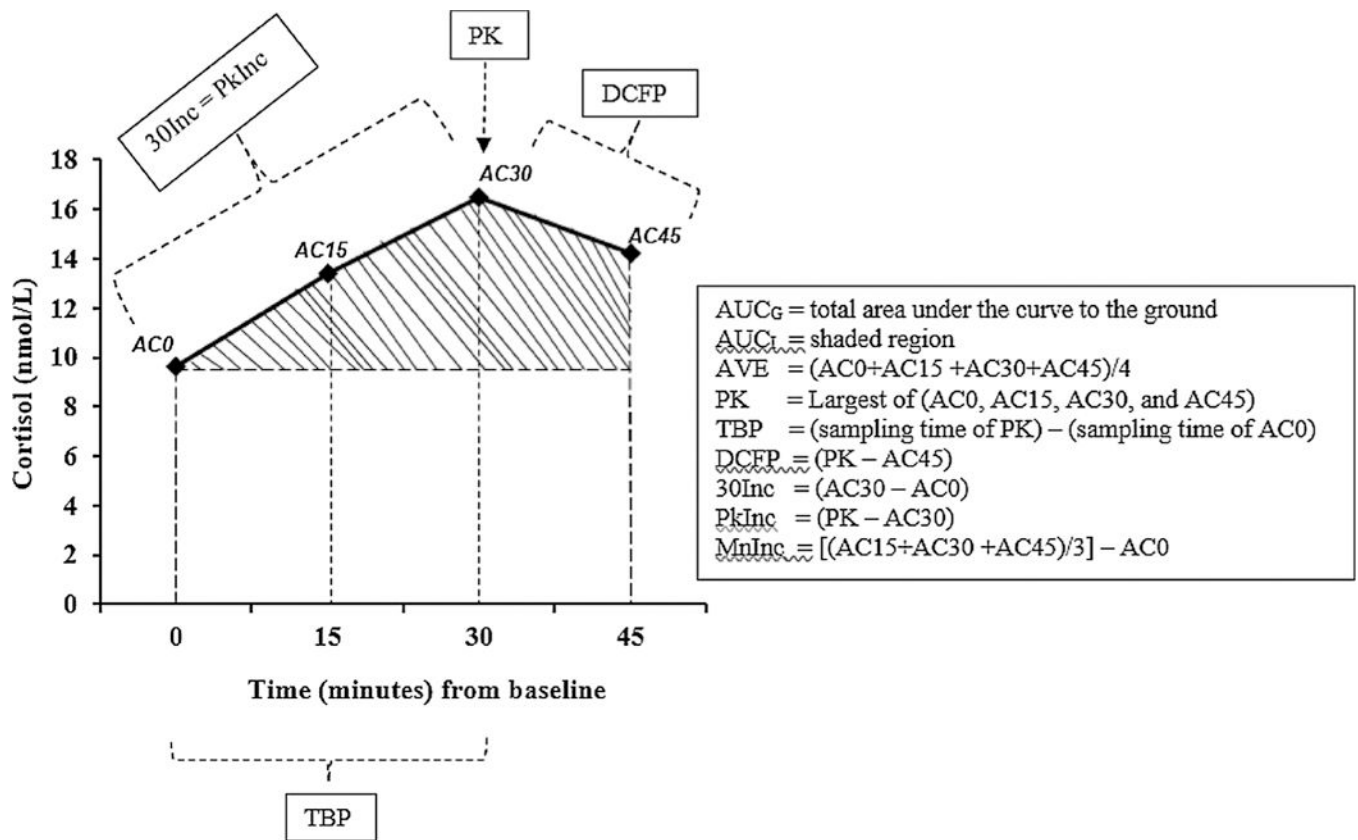 PK
DCFP
30Inc = PkInc
18
16
14
12
10
8
6
4
2
0
Cortisol (nmol/L)
AC0
AC15
AC30
AC45
0 15 30 45
Time (minutes) from baseline
TBP
AUCG = total area under the curve to the ground
AUCI = shaded region
AVE = (AC0+AC15 +AC30+AC45)/4
PK = Largest of (AC0, AC15, AC30, and AC45)
TBP = (sampling time of PK) – (sampling time of AC0)
DCFP = (PK – AC45)
30Inc = (AC30 – AC0)
PkInc = (PK – AC30)
MnInc = [(AC15+AC30 +AC45)/3] – AC0